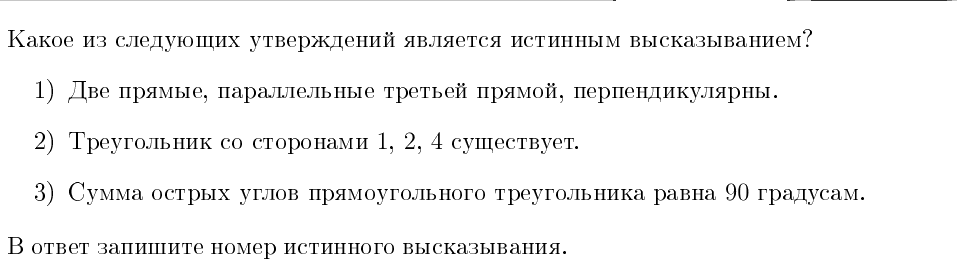 Какое из следующих утверждений является истинным высказыванием?
1) Две прямые, параллельные третьей прямой, перпендикулярны.
2) Треугольник со сторонами 1, 2, 4 существует.
3) Сумма острых углов прямоугольного треугольника равна 90 градусам.
В ответ запишите номер истинного высказывания.